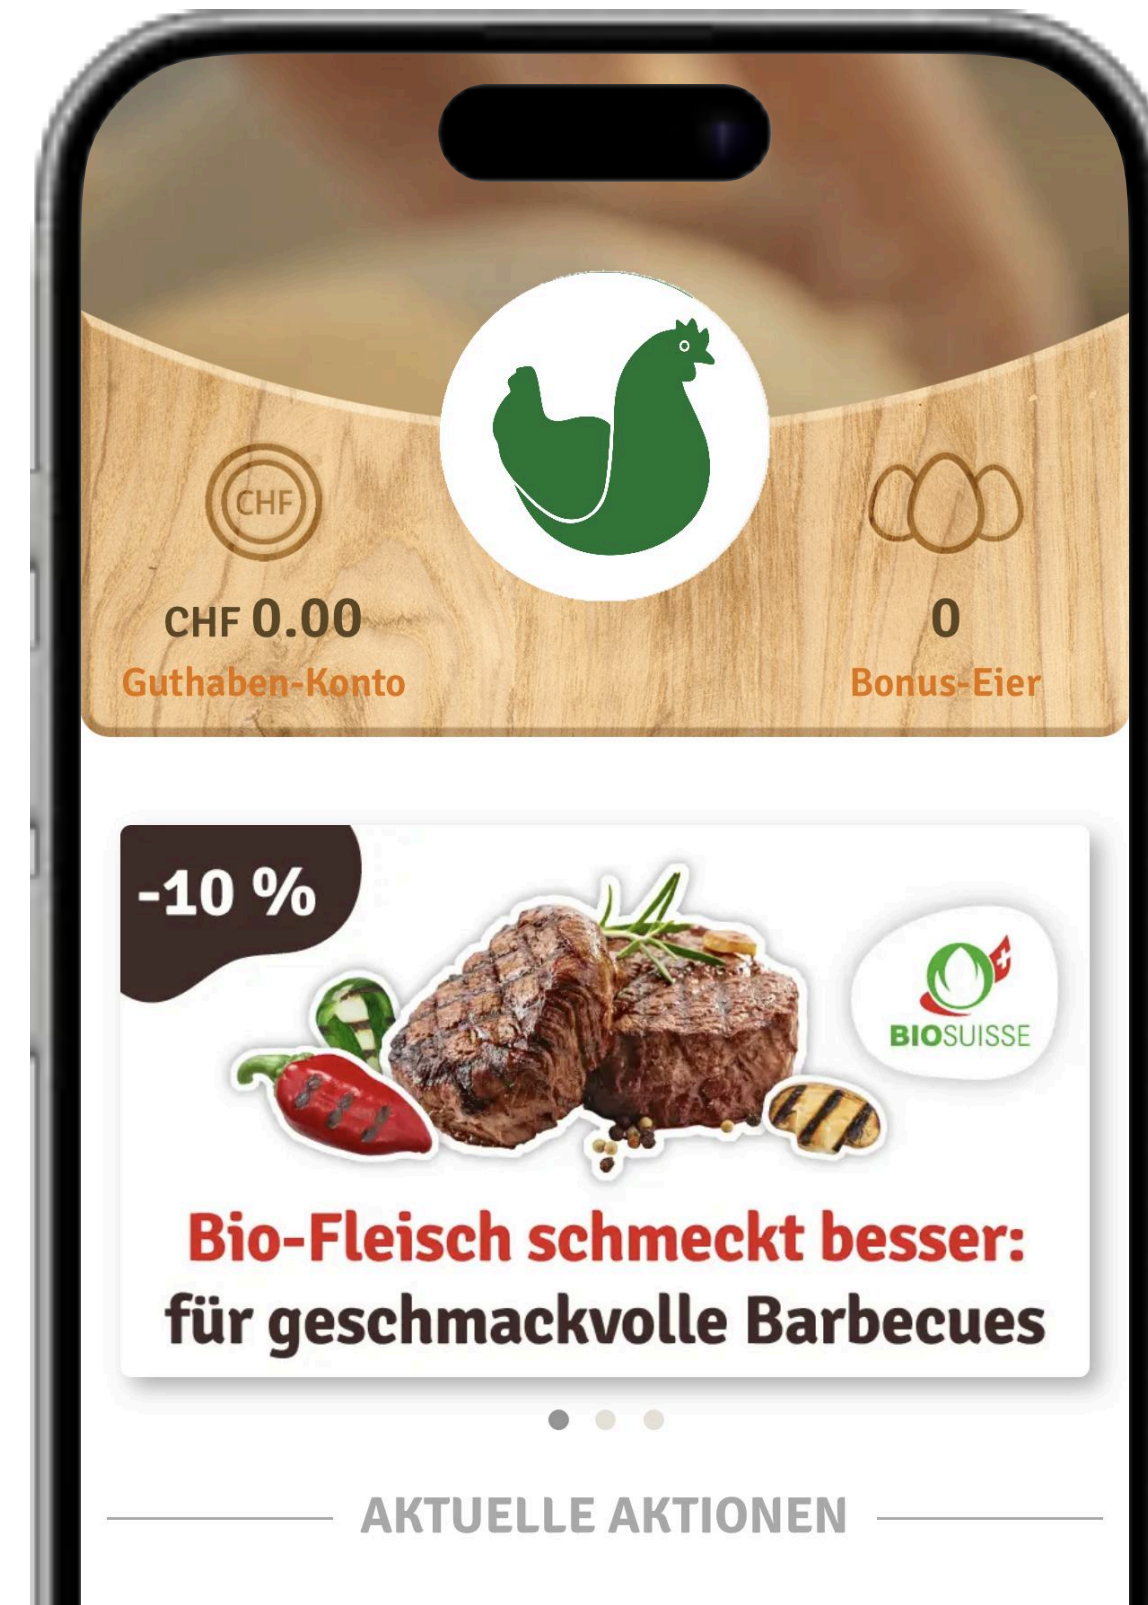 CHF
CHF 0.00
Guthaben-Konto
0
Bonus-Eier
-10 %
BIOSUISSE
Bio-Fleisch schmeckt besser:
für geschmackvolle Barbecues
AKTUELLE AKTIONEN